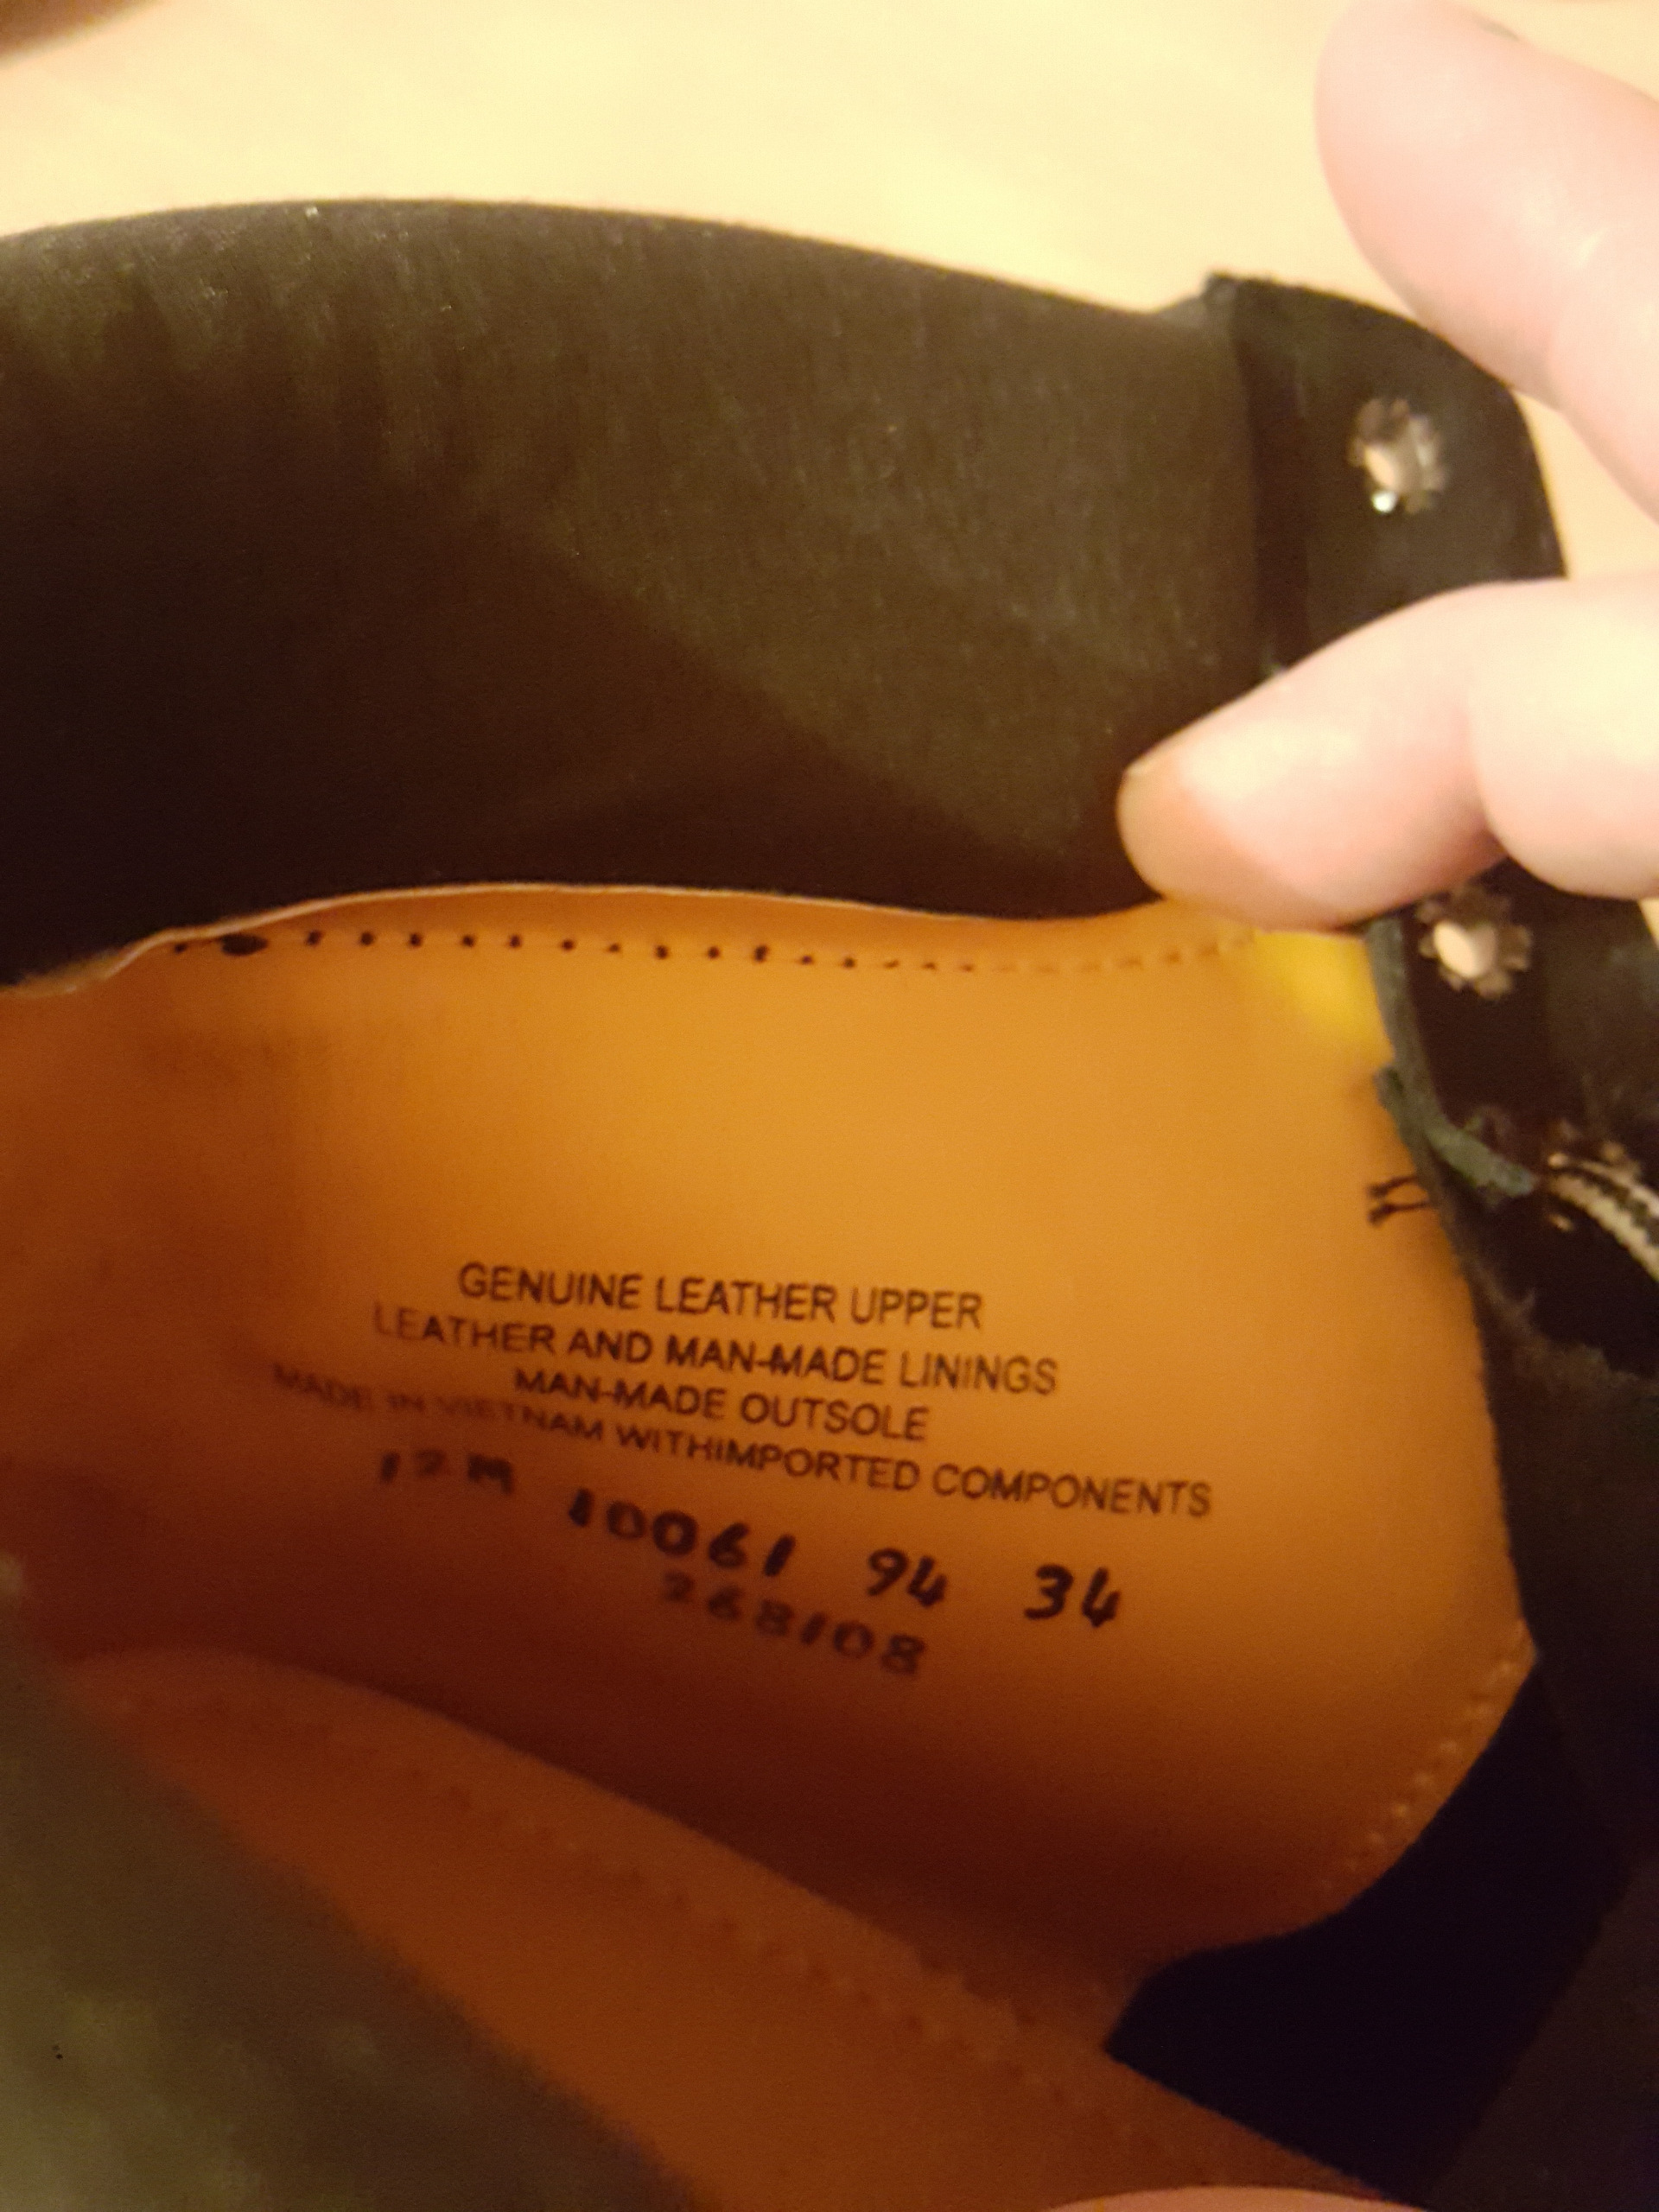 GENUINE LEATHER UPPER
LEATHER AND MAN-MADE LININGS
MAN-MADE OUTSOLE
MADE IN VIETNAM WITHIMPORTED COMPONENTS
12M 10061 94 34
268108